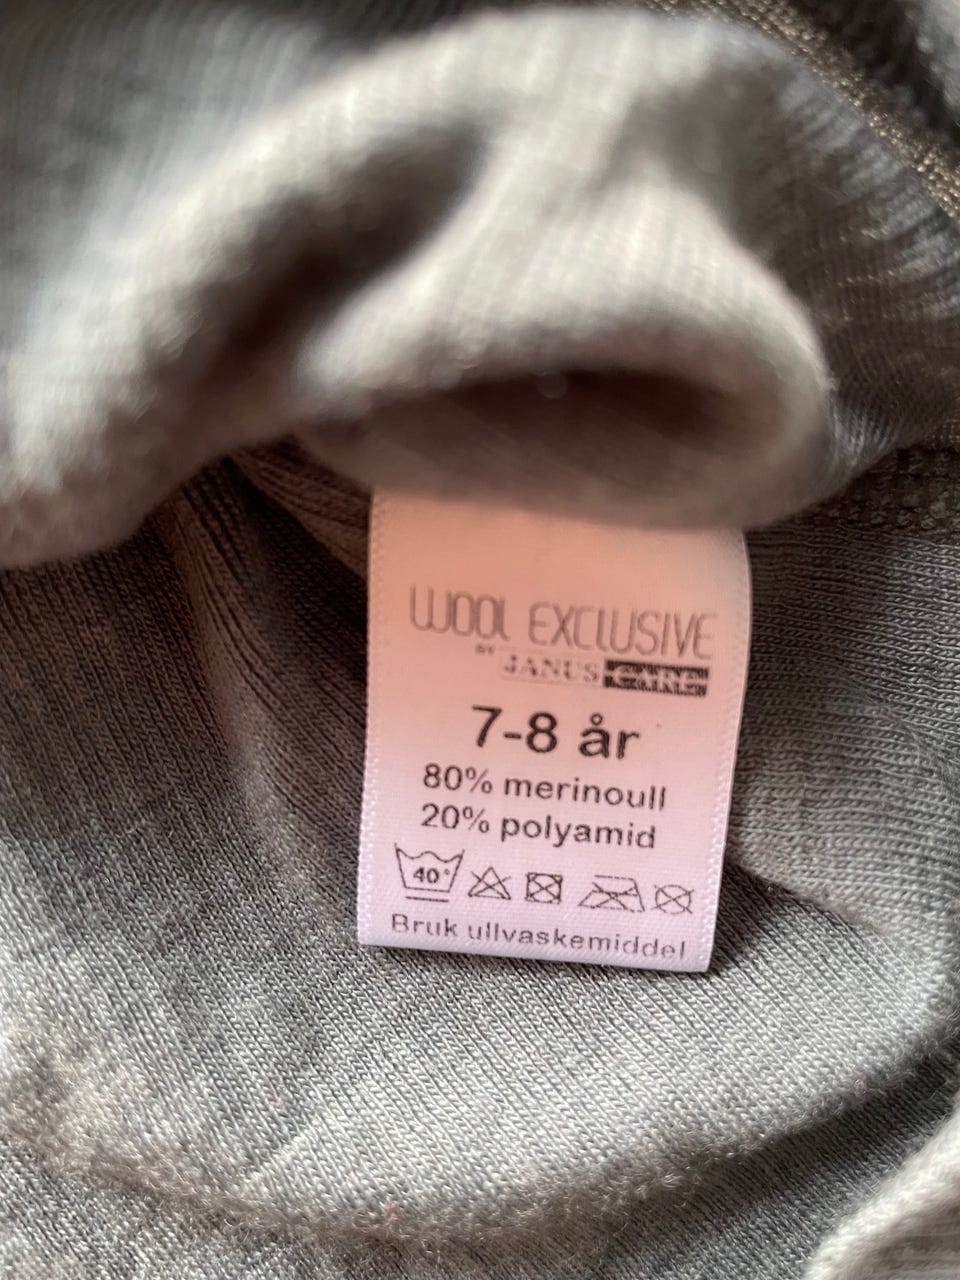 WOOL EXCLUSIVE
BY JANUS CARE
7-8 år
80% merinoull
20% polyamid
40°
Bruk ullvaskemiddel